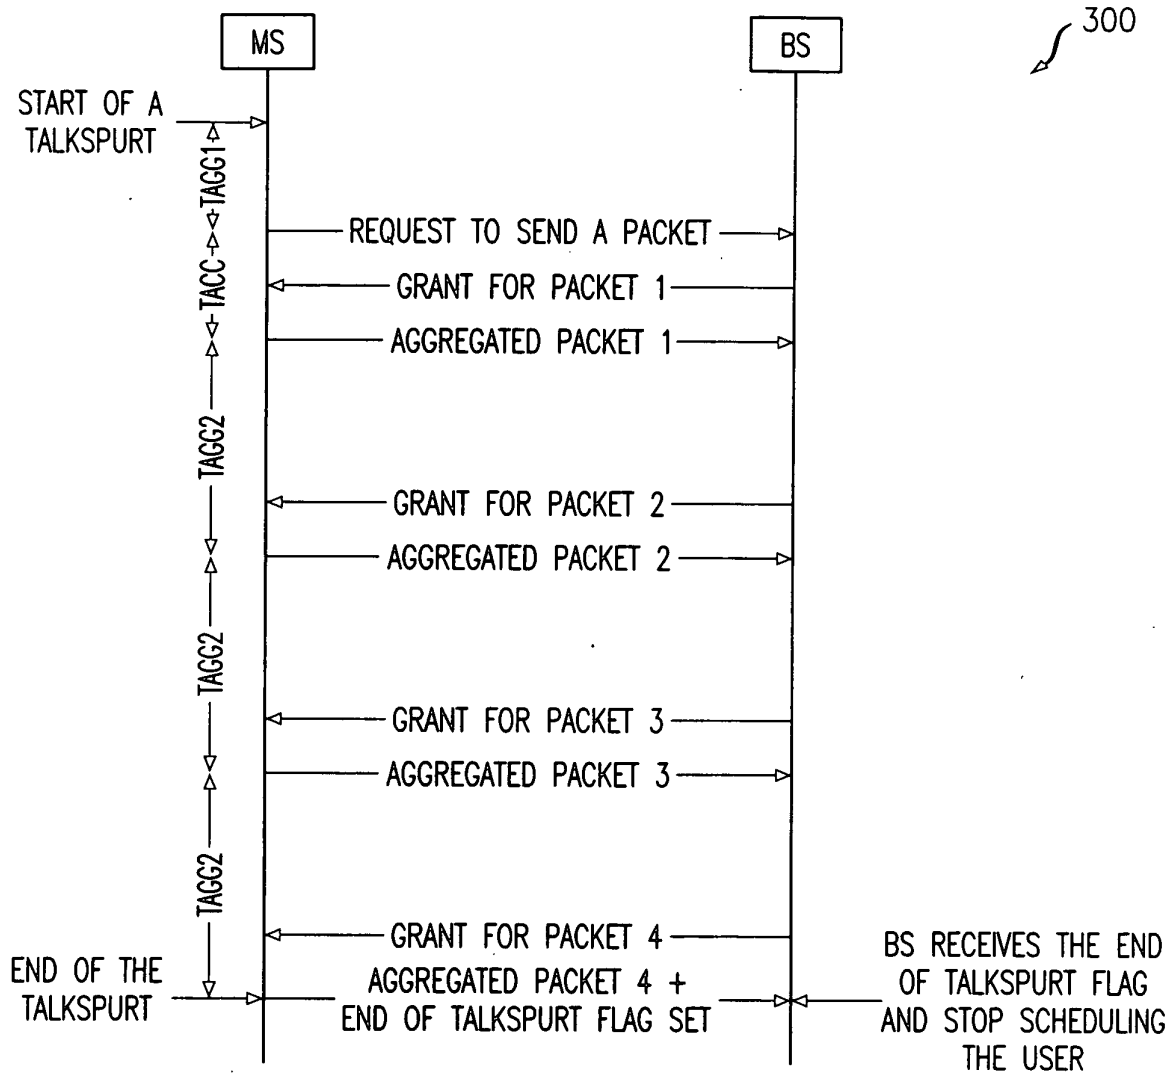 300
MS
BS
START OF A
TALKSPURT
TAGG1
REQUEST TO SEND A PACKET
TACC
GRANT FOR PACKET 1
AGGREGATED PACKET 1
TAGG2
GRANT FOR PACKET 2
AGGREGATED PACKET 2
TAGG2
GRANT FOR PACKET 3
AGGREGATED PACKET 3
TAGG2
GRANT FOR PACKET 4
END OF THE
TALKSPURT
AGGREGATED PACKET 4 +
END OF TALKSPURT FLAG SET
BS RECEIVES THE END
OF TALKSPURT FLAG
AND STOP SCHEDULING
THE USER